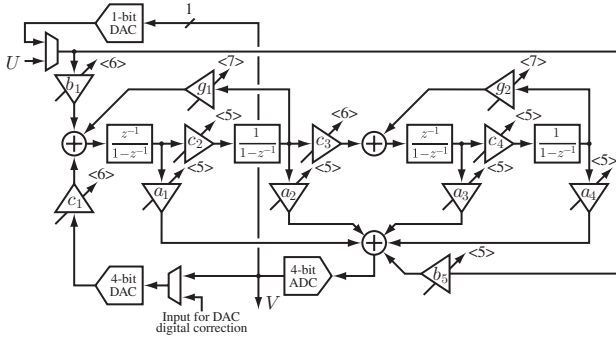 1-bit
DAC
1
U
<6>
b1
<7>
g1
<7>
g2
z⁻¹
1–z⁻¹
<5>
c2
1
1–z⁻¹
<6>
c3
z⁻¹
1–z⁻¹
<5>
c4
1
1–z⁻¹
<6>
c1
<5>
a1
<5>
a2
<5>
a3
<5>
a4
4-bit
DAC
4-bit
ADC
<5>
b5
V
Input for DAC
digital correction